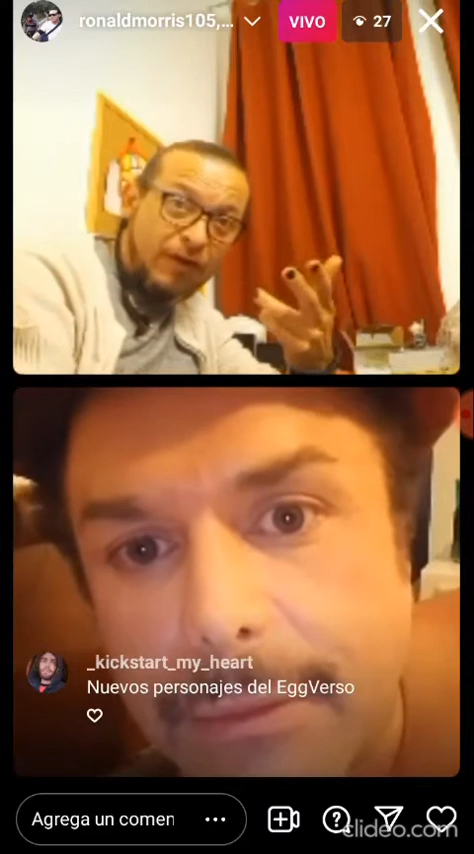 ronaldmorris105,...
VIVO
27
_kickstart_my_heart
Nuevos personajes del EggVerso
Agrega un comen
clideo.com